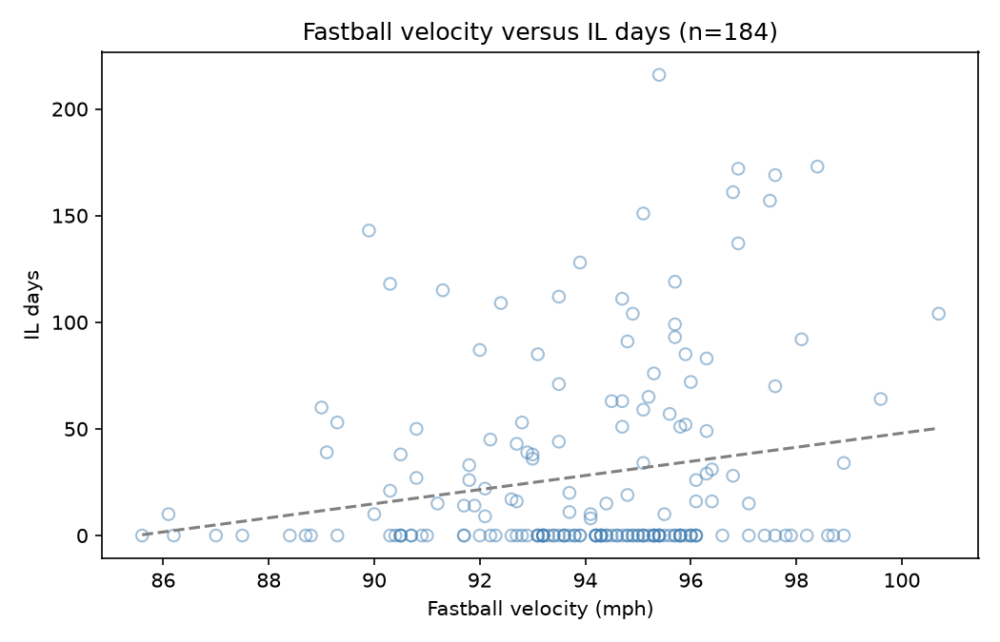 Fastball velocity versus IL days (n=184)
IL days
200
150
100
50
0
86 88 90 92 94 96 98 100
Fastball velocity (mph)